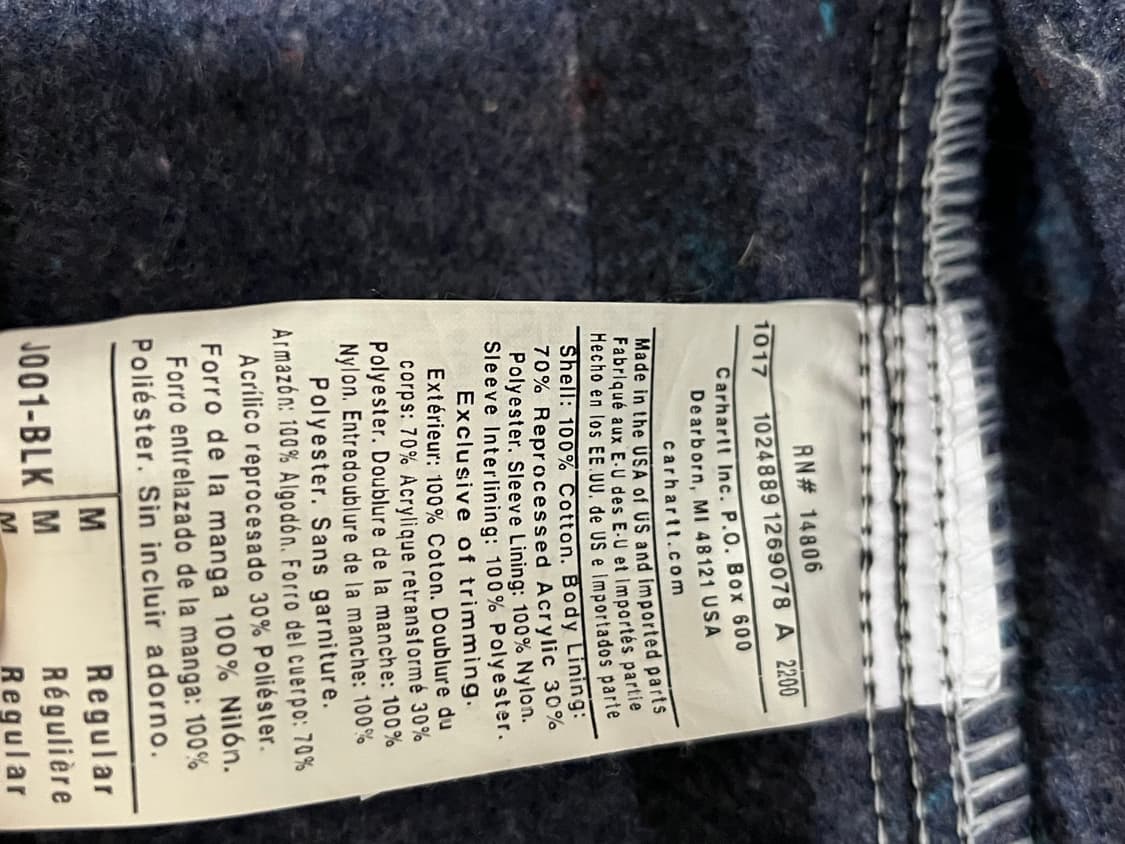 RN# 14806
1017 1024889 1269078 A 2200
Carhartt Inc. P.O. Box 600
Dearborn, MI 48121 USA
carhartt.com
Made in the USA of US and Imported parts
Fabriqué aux E-U des E-U et Importés partie
Hecho en los EE.UU. de US e Importados parte
Shell: 100% Cotton. Body Lining:
70% Reprocessed Acrylic 30%
Polyester. Sleeve Lining: 100% Nylon.
Sleeve Interlining: 100% Polyester.
Exclusive of trimming.
Extérieur: 100% Coton. Doublure du
corps: 70% Acrylique retransformé 30%
Polyester. Doublure de la manche: 100%
Nylon. Entredoublure de la manche: 100%
Polyester. Sans garniture.
Armazón: 100% Algodón. Forro del cuerpo: 70%
Acrilico reprocesado 30% Poliéster.
Forro de la manga 100% Nilón.
Forro entrelazado de la manga: 100%
Poliéster. Sin incluir adorno.
M Regular
J001-BLK M Régulière
M Regular